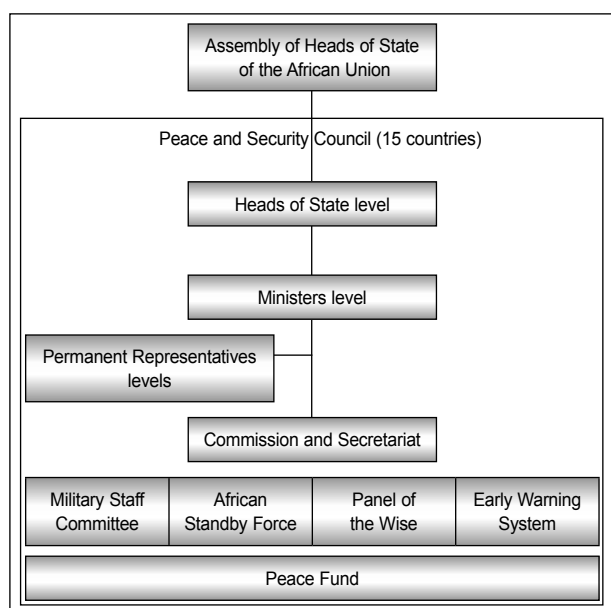 Assembly of Heads of State
of the African Union
Peace and Security Council (15 countries)
Heads of State level
Ministers level
Permanent Representatives
levels
Commission and Secretariat
Military Staff
Committee
African
Standby Force
Panel of
the Wise
Early Warning
System
Peace Fund